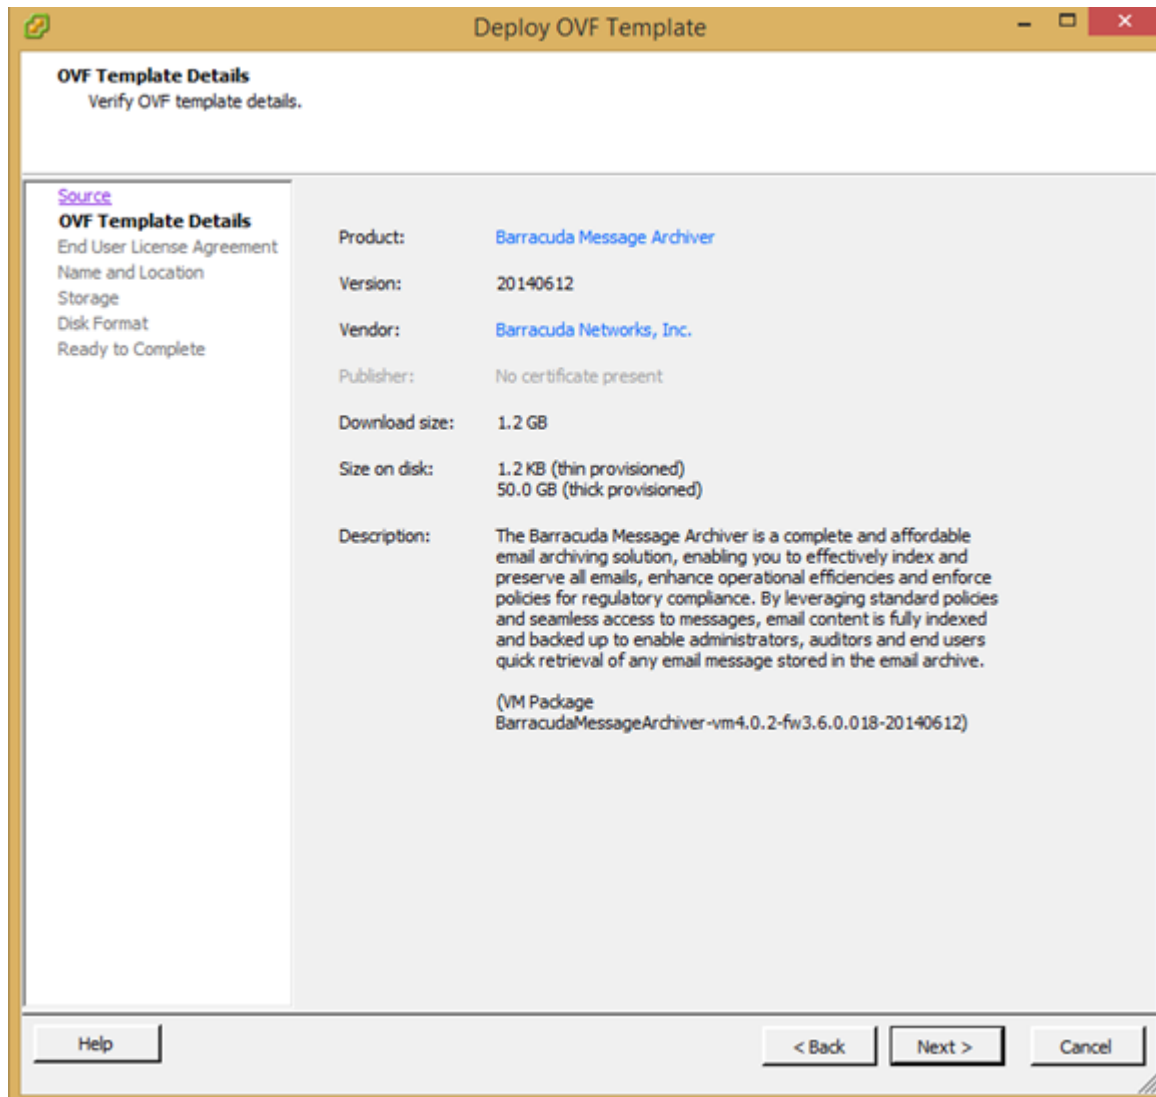 Deploy OVF Template
OVF Template Details
Verify OVF template details.
Source
OVF Template Details
End User License Agreement
Name and Location
Storage
Disk Format
Ready to Complete
Product: Barracuda Message Archiver
Version: 20140612
Vendor: Barracuda Networks, Inc.
Publisher: No certificate present
Download size: 1.2 GB
Size on disk: 1.2 KB (thin provisioned)
50.0 GB (thick provisioned)
Description: The Barracuda Message Archiver is a complete and affordable
email archiving solution, enabling you to effectively index and
preserve all emails, enhance operational efficiencies and enforce
policies for regulatory compliance. By leveraging standard policies
and seamless access to messages, email content is fully indexed
and backed up to enable administrators, auditors and end users
quick retrieval of any email message stored in the email archive.
(VM Package
BarracudaMessageArchiver-vm4.0.2-fw3.6.0.018-20140612)
Help < Back Next > Cancel